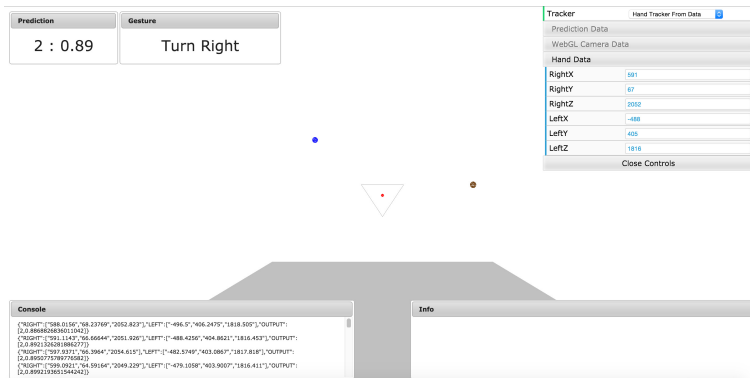 Prediction
2 : 0.89
Gesture
Turn Right
Tracker
Hand Tracker From Data
Prediction Data
WebGL Camera Data
Hand Data
RightX 591
RightY 67
RightZ 2052
LeftX -488
LeftY 405
LeftZ 1816
Close Controls
Console
{"RIGHT":["588.0156","68.23769","2052.823"],"LEFT":["-496.5","406.2475","1818.505"],"OUTPUT":
[2,0.8868826836011042]}
{"RIGHT":["591.1143","66.66644","2051.926"],"LEFT":["-488.4256","404.8621","1816.453"],"OUTPUT":
[2,0.8921326281886277]}
{"RIGHT":["597.9371","66.3964","2054.615"],"LEFT":["-482.5749","403.0867","1817.818"],"OUTPUT":
[2,0.8950775789776582]}
{"RIGHT":["599.0921","64.59164","2049.229"],"LEFT":["-479.1058","403.9007","1816.411"],"OUTPUT":
[2,0.8992193651544242]}
Info